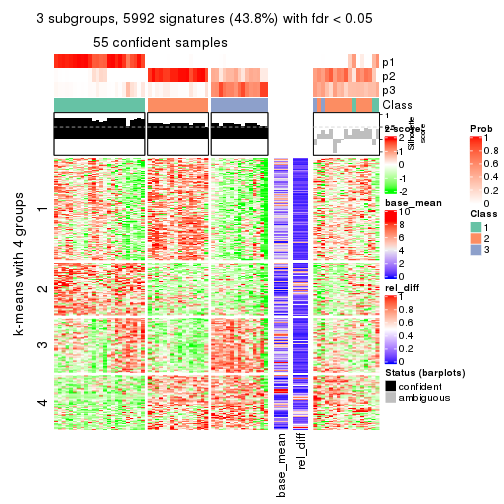 3 subgroups, 5992 signatures (43.8%) with fdr < 0.05
55 confident samples
p1
p2
p3
Class
1
Silhouette
score
k-means with 4 groups
1
2
3
4
base_mean
rel_diff
z-score
2
1
0
-1
-2
base_mean
10
8
6
4
2
0
rel_diff
1
0.8
0.6
0.4
0.2
0
Status (barplots)
confident
ambiguous
Prob
1
0.8
0.6
0.4
0.2
0
Class
1
2
3